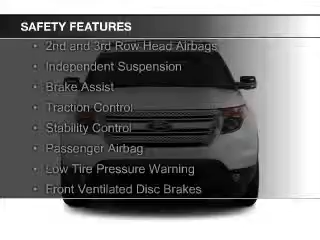 SAFETY FEATURES
• 2nd and 3rd Row Head Airbags
• Independent Suspension
• Brake Assist
• Traction Control
• Stability Control
• Passenger Airbag
• Low Tire Pressure Warning
• Front Ventilated Disc Brakes